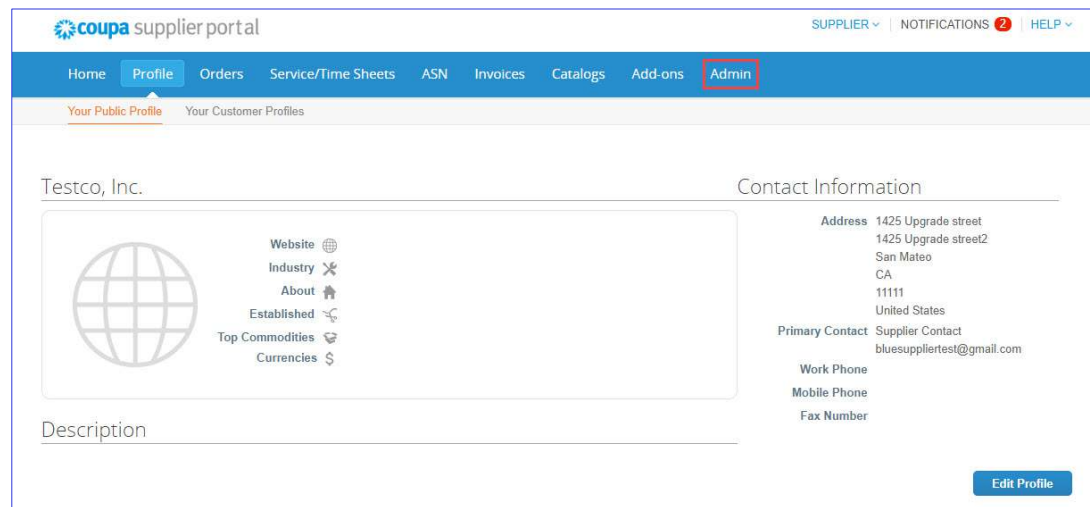 coupa supplier portal
SUPPLIER NOTIFICATIONS 2 HELP
Home Profile Orders Service/Time Sheets ASN Invoices Catalogs Add-ons Admin
Your Public Profile Your Customer Profiles
Testco, Inc.
Website
Industry
About
Established
Top Commodities
Currencies $
Description
Contact Information
Address 1425 Upgrade street
1425 Upgrade street2
San Mateo
CA
11111
United States
Primary Contact Supplier Contact
bluesuppliertest@gmail.com
Work Phone
Mobile Phone
Fax Number
Edit Profile